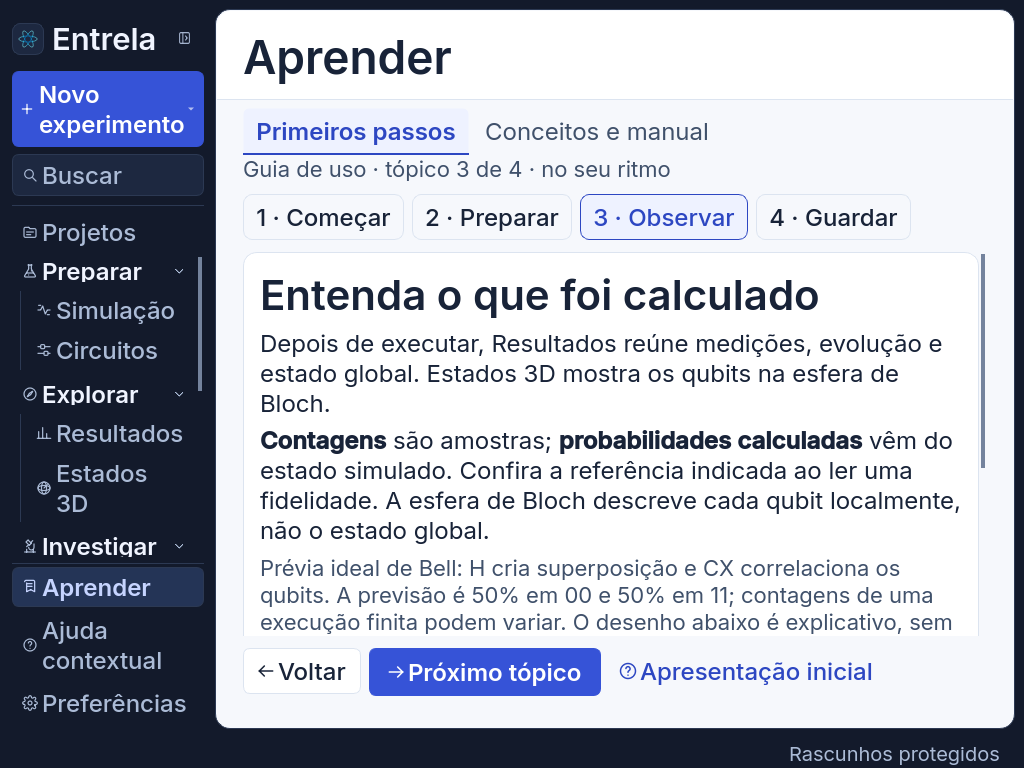 Entrela
Novo
experimento
Buscar
Projetos
Preparar
Simulação
Circuitos
Explorar
Resultados
Estados
3D
Investigar
Aprender
Ajuda
contextual
Preferências
Aprender
Primeiros passos
Conceitos e manual
Guia de uso · tópico 3 de 4 · no seu ritmo
1 · Começar
2 · Preparar
3 · Observar
4 · Guardar
Entenda o que foi calculado
Depois de executar, Resultados reúne medições, evolução e
estado global. Estados 3D mostra os qubits na esfera de
Bloch.
Contagens são amostras; probabilidades calculadas vêm do
estado simulado. Confira a referência indicada ao ler uma
fidelidade. A esfera de Bloch descreve cada qubit localmente,
não o estado global.
Prévia ideal de Bell: H cria superposição e CX correlaciona os
qubits. A previsão é 50% em 00 e 50% em 11; contagens de uma
execução finita podem variar. O desenho abaixo é explicativo, sem
Voltar
Próximo tópico
Apresentação inicial
Rascunhos protegidos